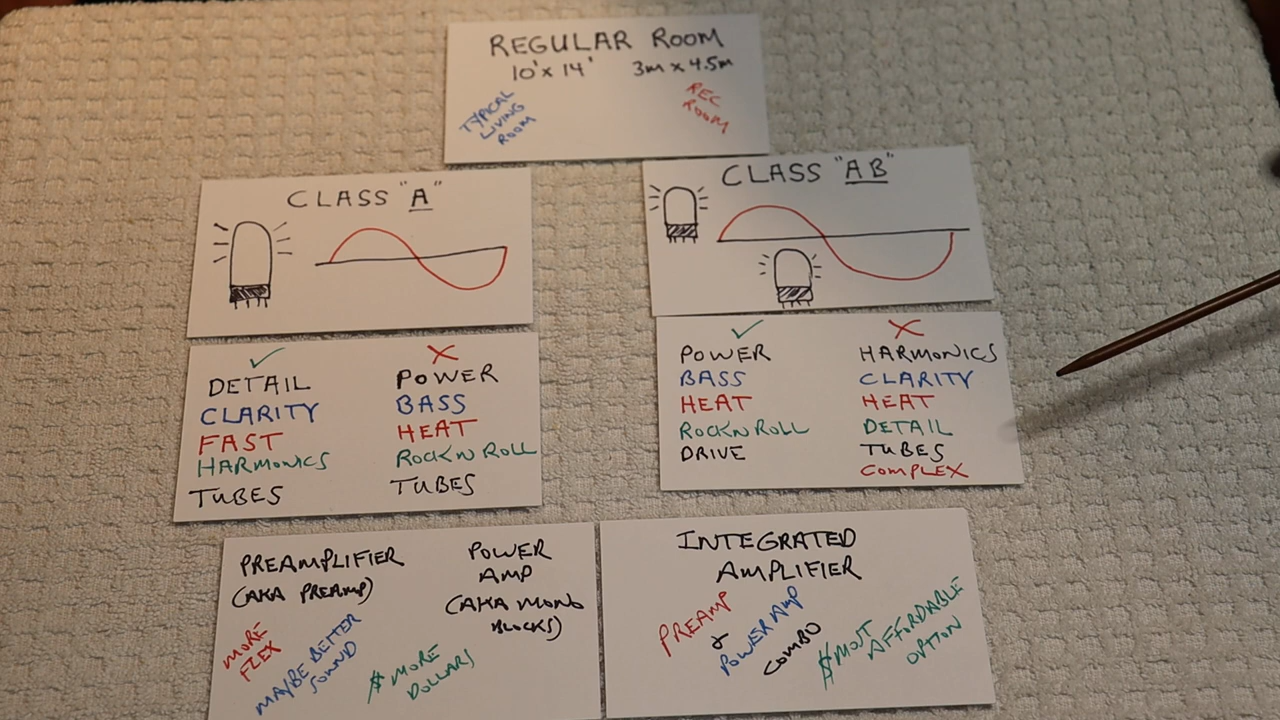 REGULAR ROOM
10' x 14' 3m x 4.5m
TYPICAL
LIVING
ROOM
REC
ROOM
CLASS "A"
CLASS "AB"
✓ ✗
DETAIL POWER
CLARITY BASS
FAST HEAT
HARMONICS ROCK N ROLL
TUBES TUBES
✓ ✗
POWER HARMONICS
BASS CLARITY
HEAT HEAT
ROCK N ROLL DETAIL
DRIVE TUBES
COMPLEX
PREAMPLIFIER
(AKA PREAMP)
POWER
AMP
(AKA MONO
BLOCKS)
MORE
FLEX
MAYBE BETTER
SOUND
$ MORE
DOLLARS
INTEGRATED
AMPLIFIER
PREAMP
&
POWER AMP
COMBO
$MOST
AFFORDABLE
OPTION